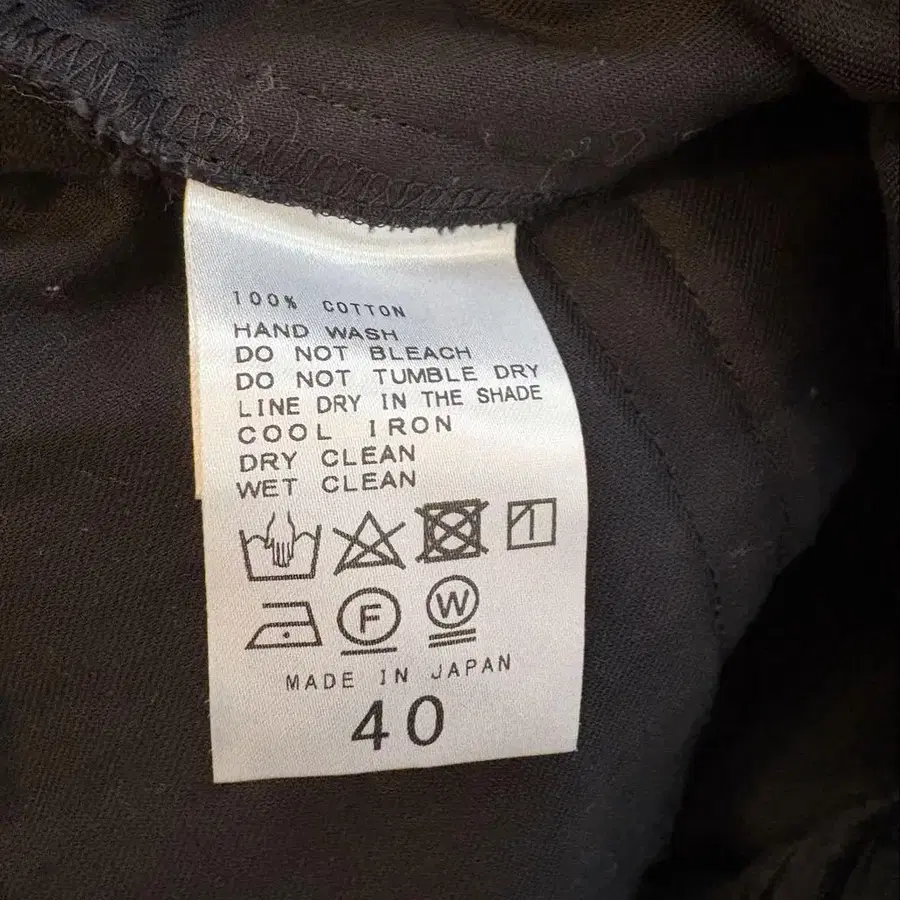 100% COTTON
HAND WASH
DO NOT BLEACH
DO NOT TUMBLE DRY
LINE DRY IN THE SHADE
COOL IRON
DRY CLEAN
WET CLEAN
F W
MADE IN JAPAN
40